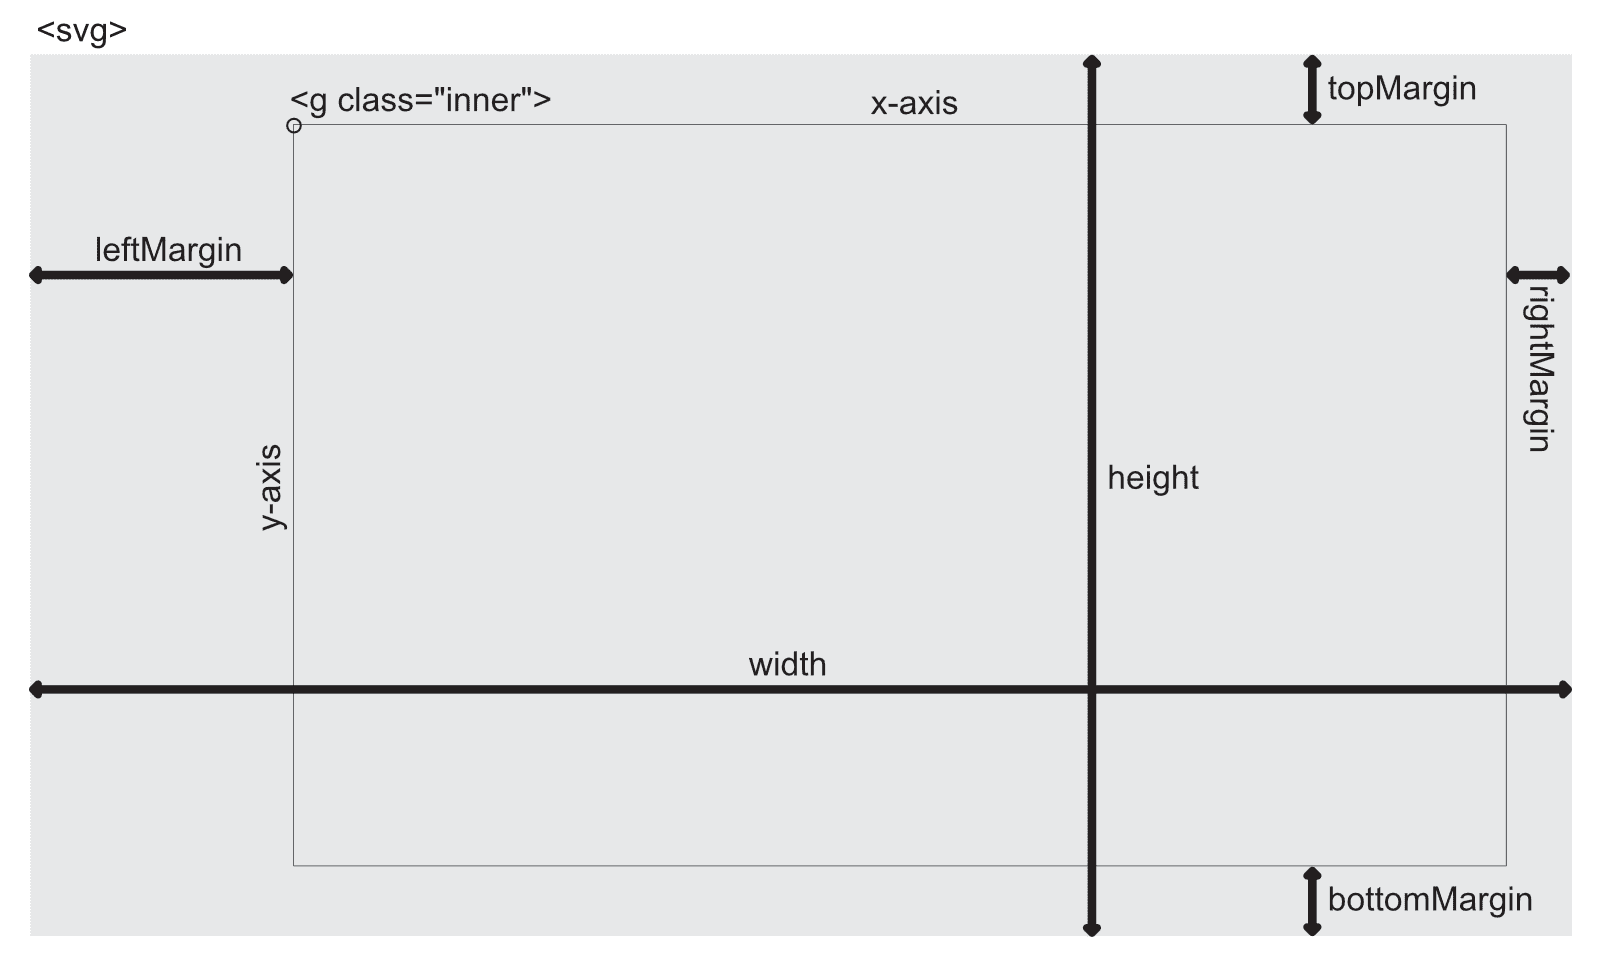 <svg>
<g class="inner">
x-axis
topMargin
leftMargin
rightMargin
y-axis
height
width
bottomMargin